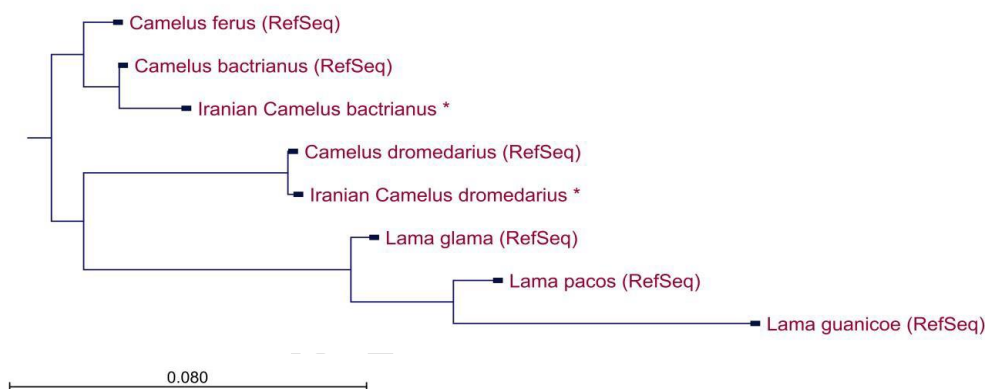 Camelus ferus (RefSeq)
Camelus bactrianus (RefSeq)
Iranian Camelus bactrianus *
Camelus dromedarius (RefSeq)
Iranian Camelus dromedarius *
Lama glama (RefSeq)
Lama pacos (RefSeq)
Lama guanicoe (RefSeq)
0.080